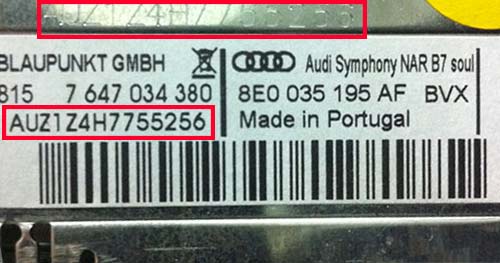 BLAUPUNKT GMBH
815 7 647 034 380
AUZ1Z4H7755256
Audi Symphony NAR B7 soul
8E0 035 195 AF BVX
Made in Portugal